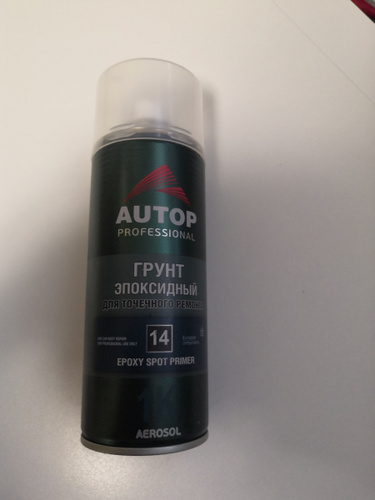 AUTOP
PROFESSIONAL
ГРУНТ
ЭПОКСИДНЫЙ
ДЛЯ ТОЧЕЧНОГО РЕМОНТА
14
EPOXY SPOT PRIMER
AEROSOL